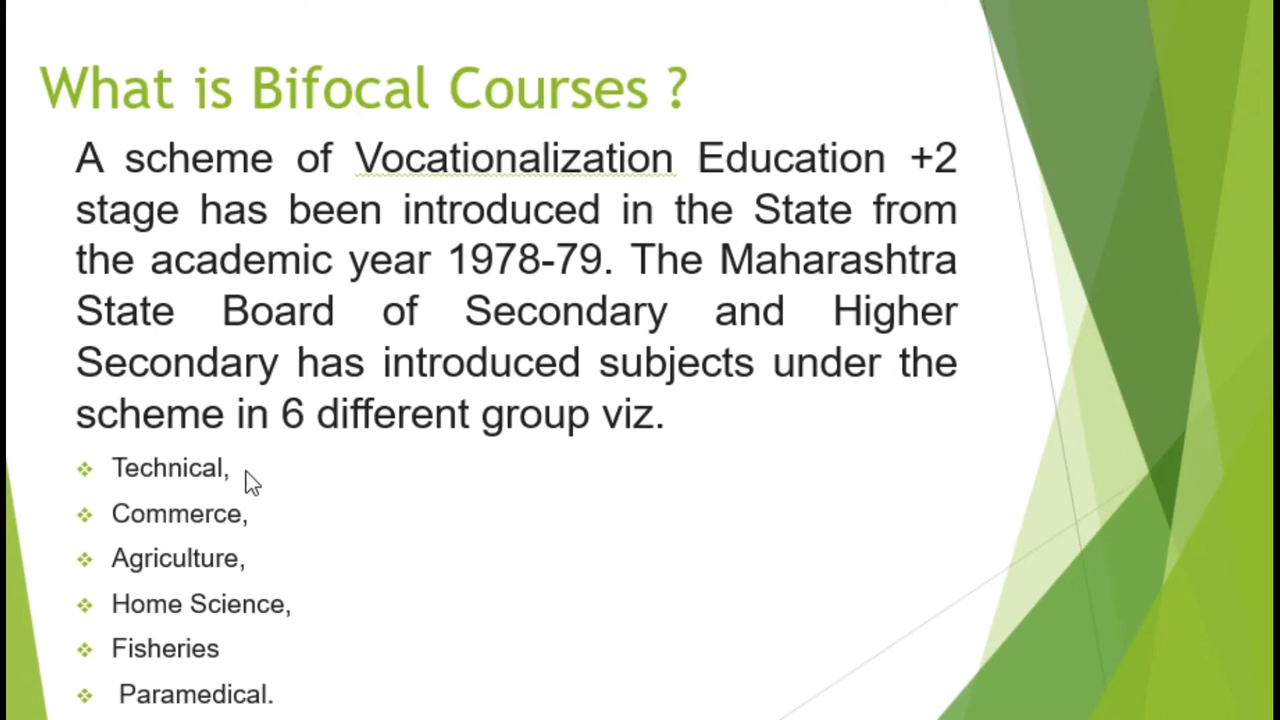 What is Bifocal Courses ?
A scheme of Vocationalization Education +2
stage has been introduced in the State from
the academic year 1978-79. The Maharashtra
State Board of Secondary and Higher
Secondary has introduced subjects under the
scheme in 6 different group viz.
Technical,
Commerce,
Agriculture,
Home Science,
Fisheries
Paramedical.